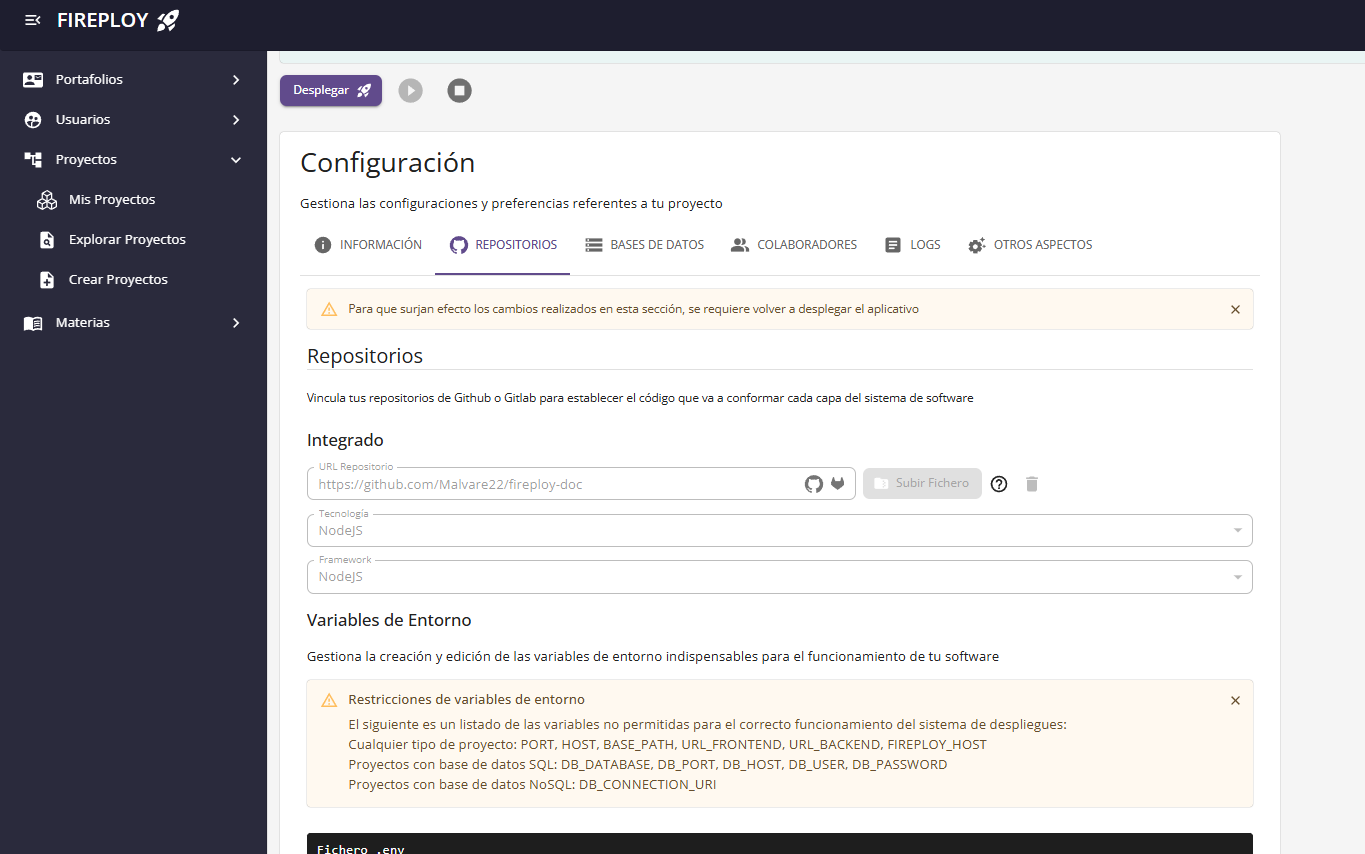 FIREPLOY
Portafolios
Usuarios
Proyectos
Mis Proyectos
Explorar Proyectos
Crear Proyectos
Materias
Desplegar
Configuración
Gestiona las configuraciones y preferencias referentes a tu proyecto
INFORMACIÓN REPOSITORIOS BASES DE DATOS COLABORADORES LOGS OTROS ASPECTOS
Para que surjan efecto los cambios realizados en esta sección, se requiere volver a desplegar el aplicativo
Repositorios
Vincula tus repositorios de Github o Gitlab para establecer el código que va a conformar cada capa del sistema de software
Integrado
URL Repositorio
https://github.com/Malvare22/fireploy-doc
Subir Fichero
Tecnología
NodeJS
Framework
NodeJS
Variables de Entorno
Gestiona la creación y edición de las variables de entorno indispensables para el funcionamiento de tu software
Restricciones de variables de entorno
El siguiente es un listado de las variables no permitidas para el correcto funcionamiento del sistema de despliegues:
Cualquier tipo de proyecto: PORT, HOST, BASE_PATH, URL_FRONTEND, URL_BACKEND, FIREPLOY_HOST
Proyectos con base de datos SQL: DB_DATABASE, DB_PORT, DB_HOST, DB_USER, DB_PASSWORD
Proyectos con base de datos NoSQL: DB_CONNECTION_URI
Fichero .env